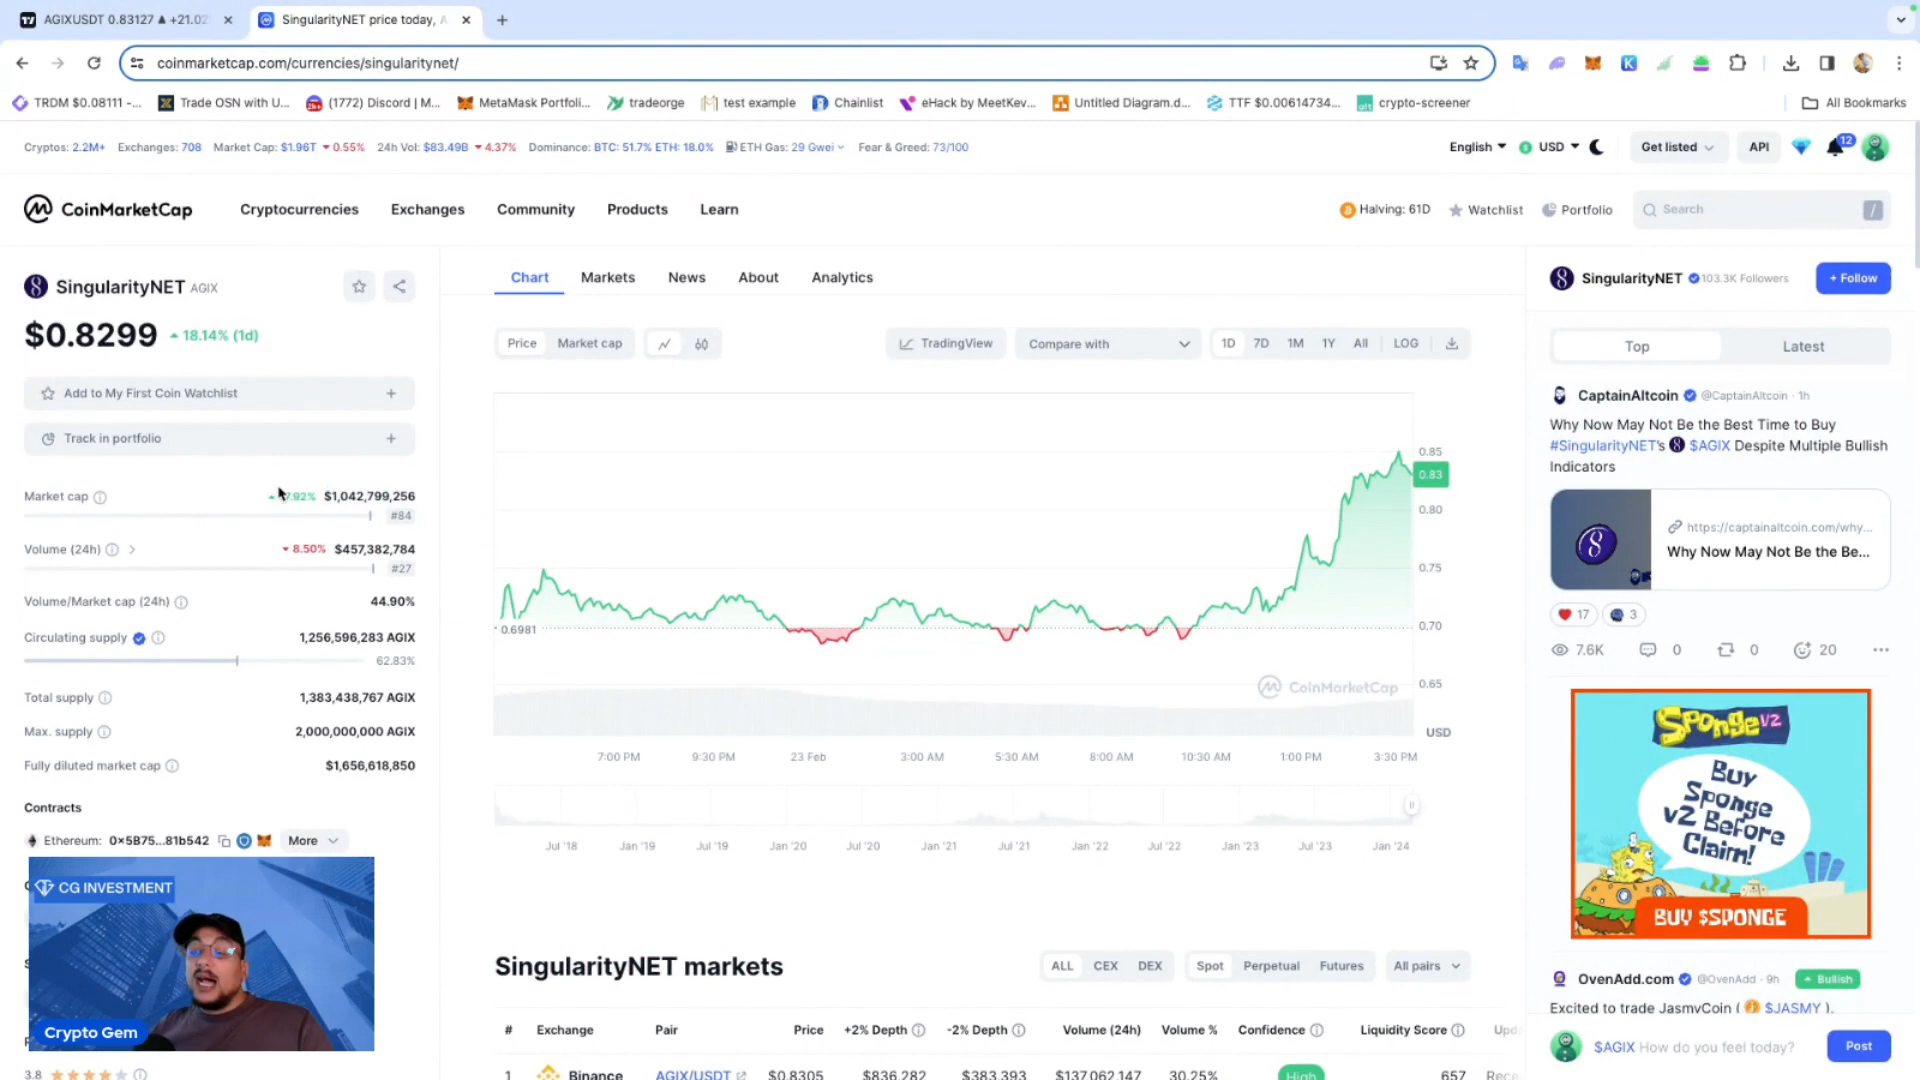 AGIXUSDT 0.83127 ▲ +21.02
SingularityNET price today, A
coinmarketcap.com/currencies/singularitynet/
TRDM $0.08111 -...
Trade OSN with U...
(1772) Discord | M...
MetaMask Portfoli...
tradeorge
test example
Chainlist
eHack by MeetKev...
Untitled Diagram.d...
TTF $0.00614734...
crypto-screener
All Bookmarks
Cryptos: 2.2M+ Exchanges: 708 Market Cap: $1.96T 0.55% 24h Vol: $83.49B 4.37% Dominance: BTC: 51.7% ETH: 18.0% ETH Gas: 29 Gwei Fear & Greed: 73/100
English USD Get listed API 12
CoinMarketCap
Cryptocurrencies Exchanges Community Products Learn
Halving: 61D Watchlist Portfolio Search /
SingularityNET AGIX
$0.8299 18.14% (1d)
Add to My First Coin Watchlist +
Track in portfolio +
Market cap $1,042,799,256
#84
Volume (24h) 8.50% $457,382,784
#27
Volume/Market cap (24h) 44.90%
Circulating supply 1,256,596,283 AGIX
62.83%
Total supply 1,383,438,767 AGIX
Max. supply 2,000,000,000 AGIX
Fully diluted market cap $1,656,618,850
Contracts
Ethereum: 0x5B75...81b542 More
CG INVESTMENT
Crypto Gem
3.8
Chart Markets News About Analytics
Price Market cap TradingView Compare with 1D 7D 1M 1Y All LOG
0.85
0.83
0.80
0.75
0.6981
0.70
0.65
CoinMarketCap
USD
7:00 PM 9:30 PM 23 Feb 3:00 AM 5:30 AM 8:00 AM 10:30 AM 1:00 PM 3:30 PM
Jul '18 Jan '19 Jul '19 Jan '20 Jul '20 Jan '21 Jul '21 Jan '22 Jul '22 Jan '23 Jul '23 Jan '24
SingularityNET markets
ALL CEX DEX Spot Perpetual Futures All pairs
# Exchange Pair Price +2% Depth -2% Depth Volume (24h) Volume % Confidence Liquidity Score
1 Binance AGIX/USDT $0.8305 $836,282 $383,393 $137,062,147 30.25% High 657
SingularityNET 103.3K Followers + Follow
Top Latest
CaptainAltcoin @CaptainAltcoin · 1h
Why Now May Not Be the Best Time to Buy
#SingularityNET's $AGIX Despite Multiple Bullish
Indicators
https://captainaltcoin.com/why...
Why Now May Not Be the Be...
17 3
7.6K 0 0 20
Sponge V2
Buy
Sponge
v2 Before
Claim!
BUY $SPONGE
OvenAdd.com @OvenAdd · 9h Bullish
Excited to trade JasmyCoin ( $JASMY ).
$AGIX How do you feel today? Post